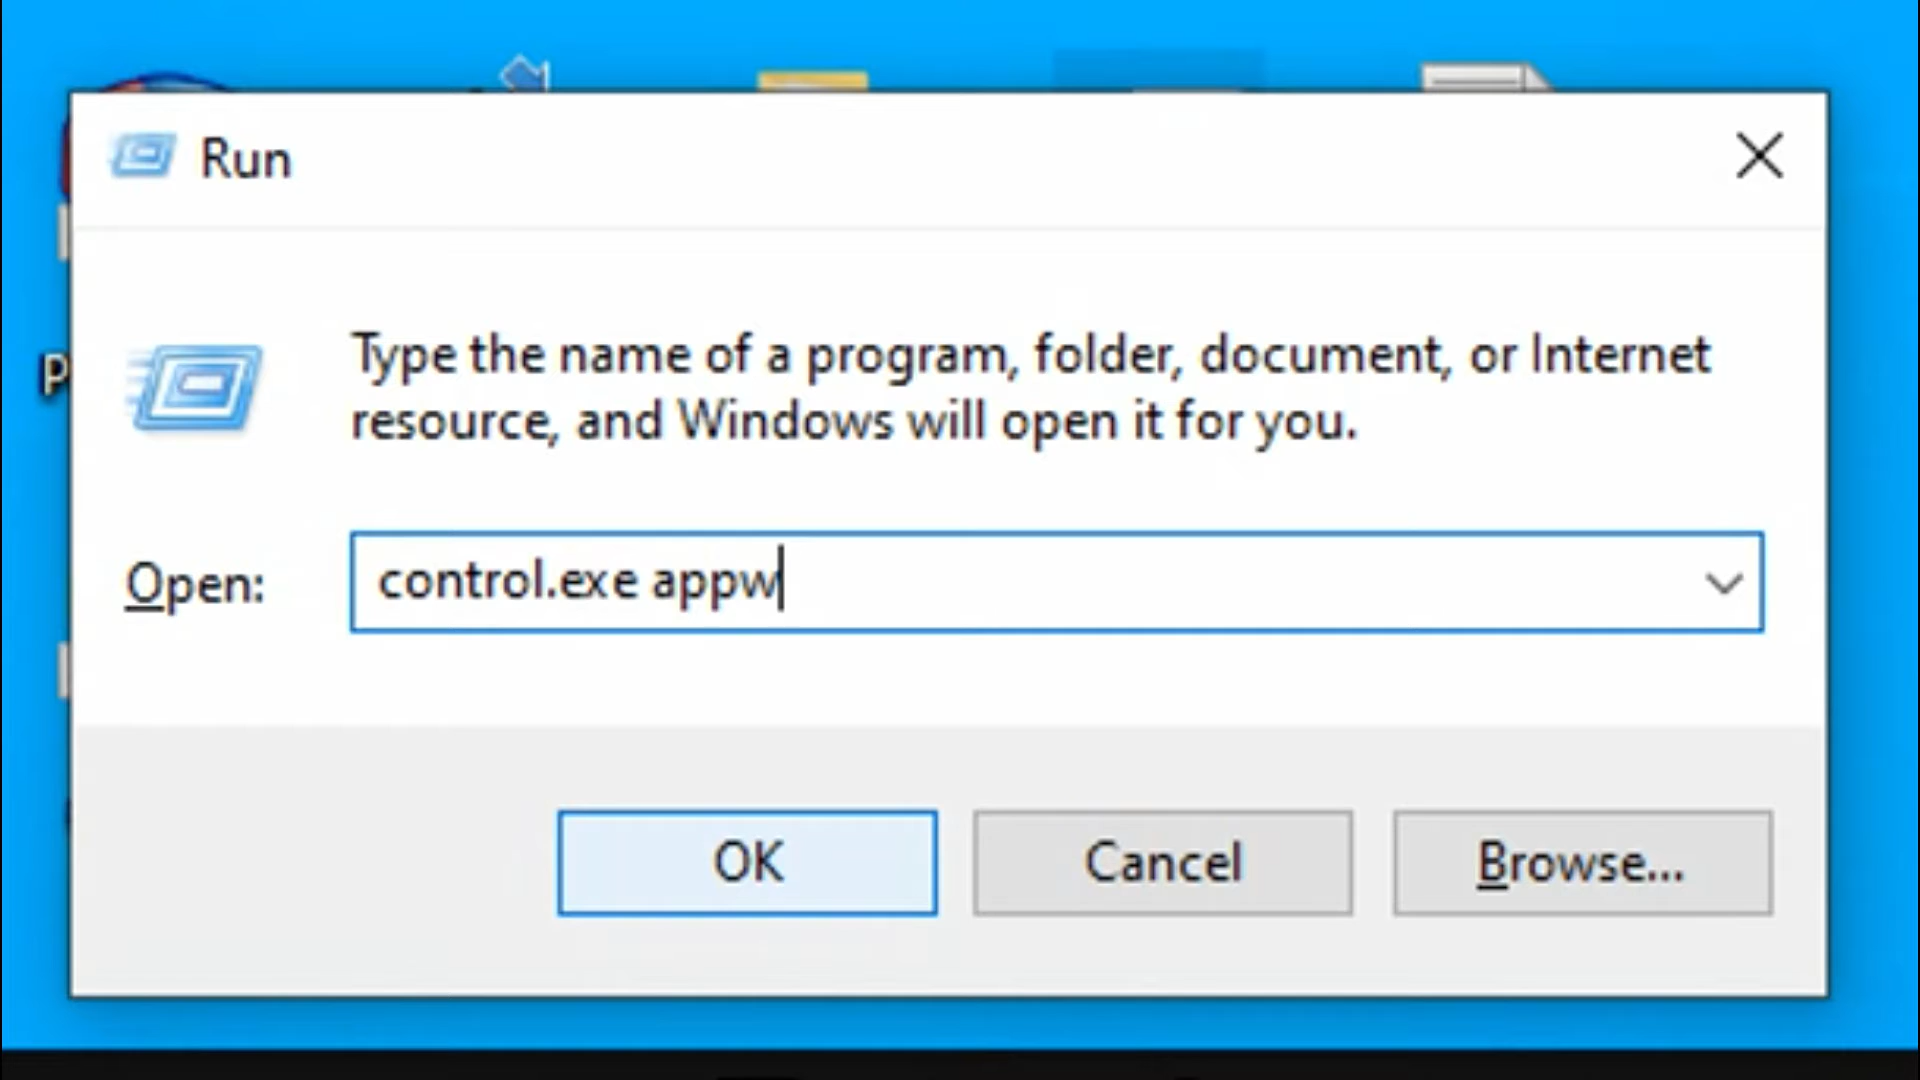 Run
Type the name of a program, folder, document, or Internet
resource, and Windows will open it for you.
Open:
control.exe appw
OK
Cancel
Browse...